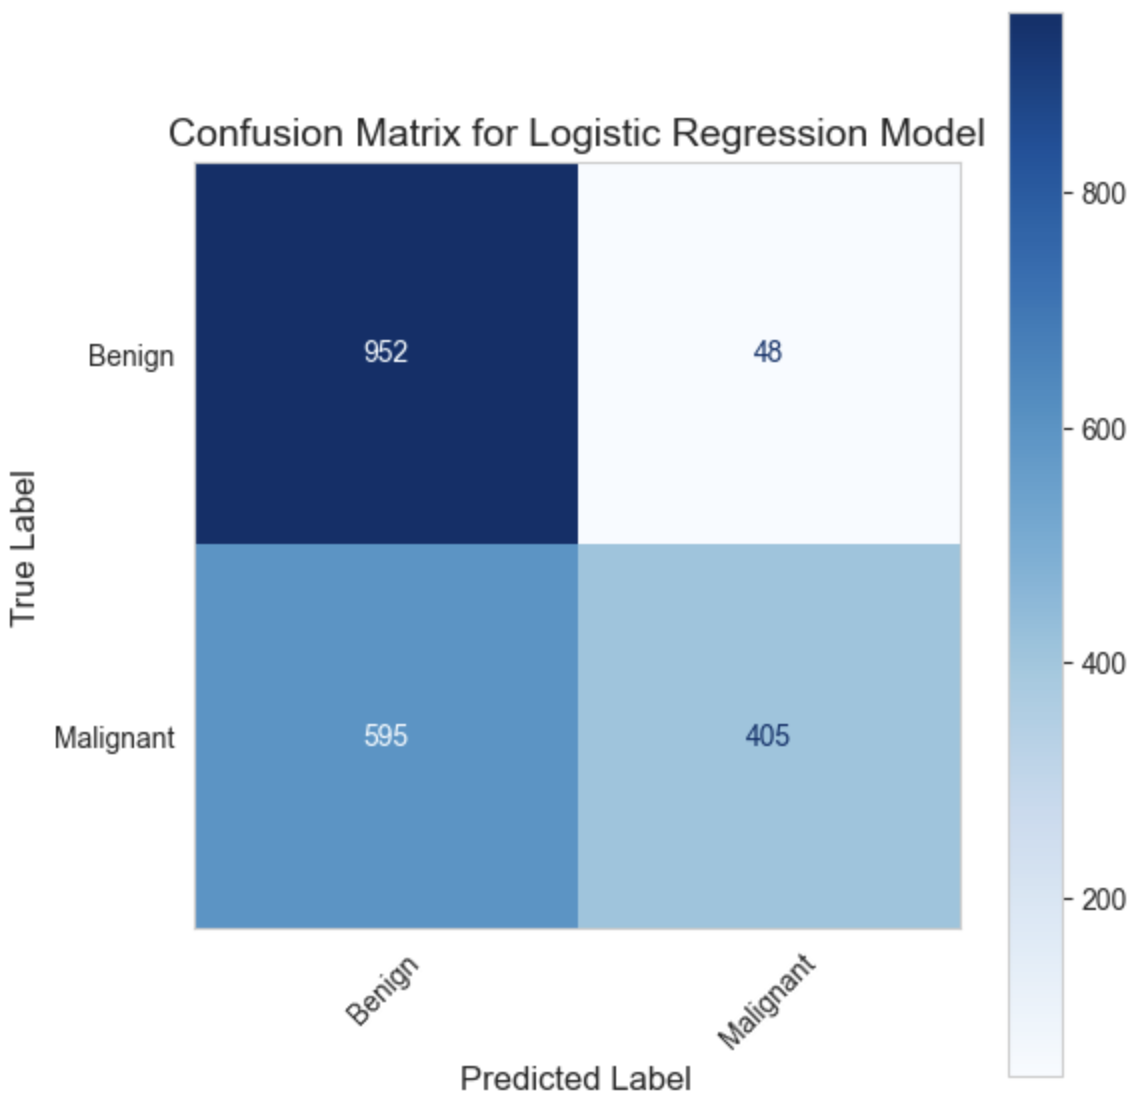 Confusion Matrix for Logistic Regression Model
True Label
Benign
952
48
Malignant
595
405
Benign
Malignant
Predicted Label
800
600
400
200